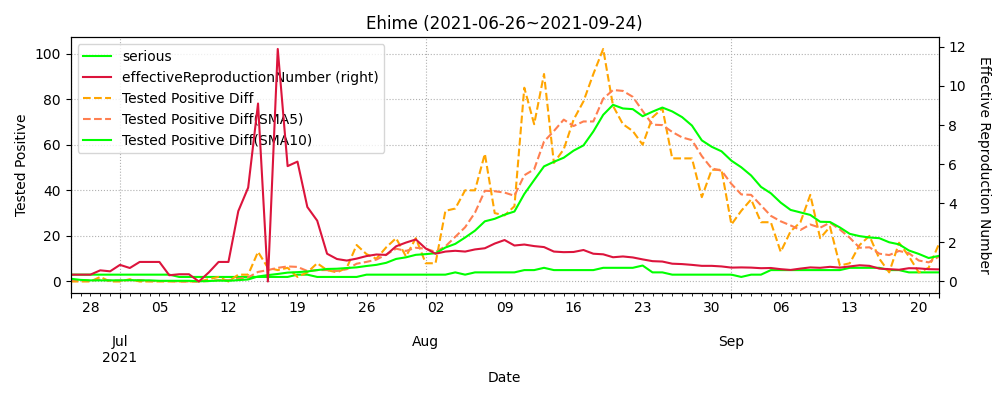 Ehime (2021-06-26~2021-09-24)
serious
effectiveReproductionNumber (right)
Tested Positive Diff
Tested Positive Diff(SMA5)
Tested Positive Diff(SMA10)
Tested Positive
100
80
60
40
20
0
12
10
8
6
4
2
0
Effective Reproduction Number
28 05 12 19 26 02 09 16 23 30 06 13 20
Jul Aug Sep
2021
Date